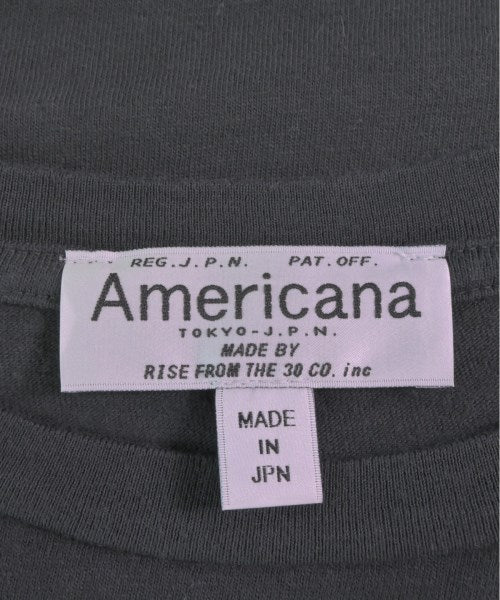 REG.J.P.N. PAT.OFF.
Americana
TOKYO-J.P.N.
MADE BY
RISE FROM THE 30 CO. inc
MADE
IN
JPN